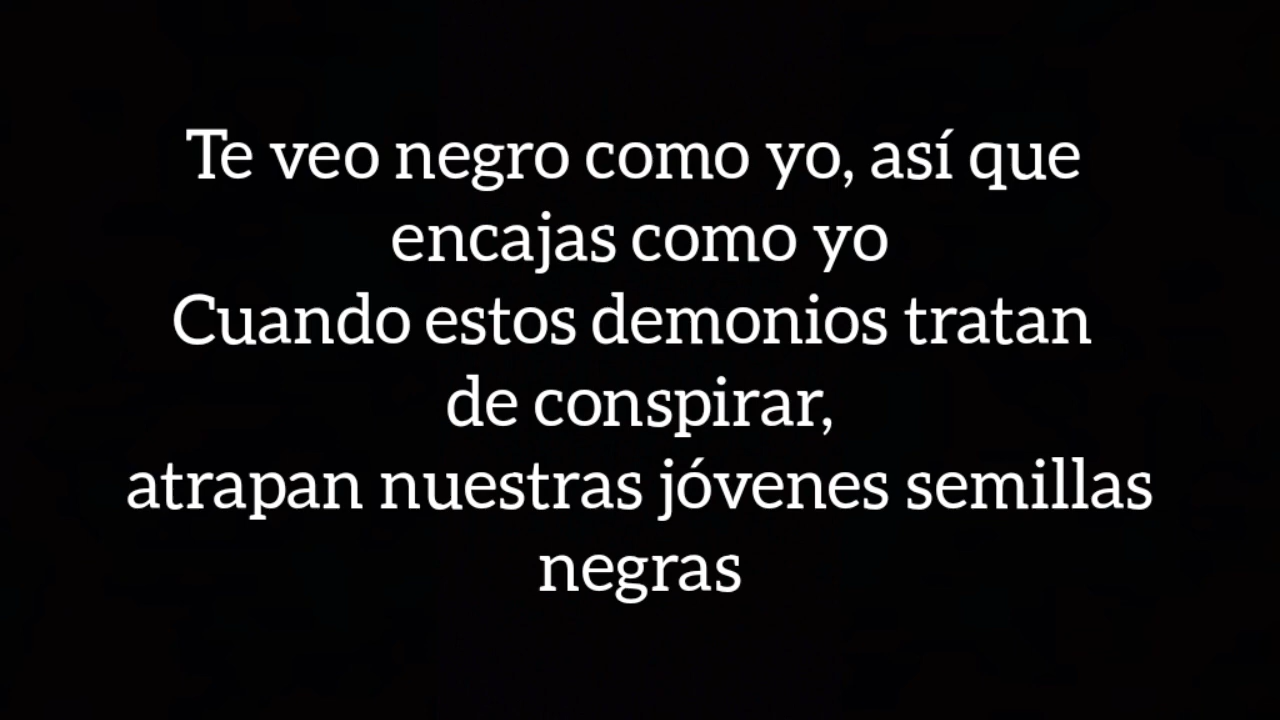 Te veo negro como yo, así que
encajas como yo
Cuando estos demonios tratan
de conspirar,
atrapan nuestras jóvenes semillas
negras